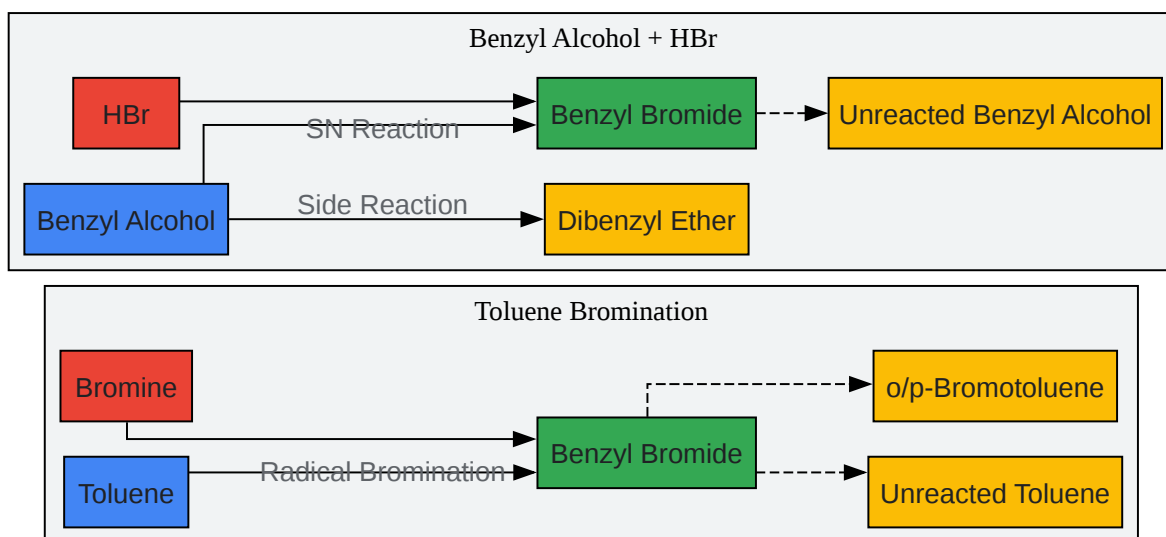 Benzyl Alcohol + HBr
HBr
SN Reaction
Benzyl Bromide
Unreacted Benzyl Alcohol
Benzyl Alcohol
Side Reaction
Dibenzyl Ether
Toluene Bromination
Bromine
o/p-Bromotoluene
Benzyl Bromide
Toluene
Radical Bromination
Unreacted Toluene